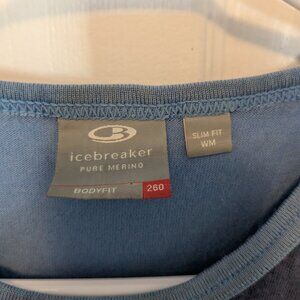 icebreaker
PURE MERINO
BODYFIT 260
SLIM FIT
WM